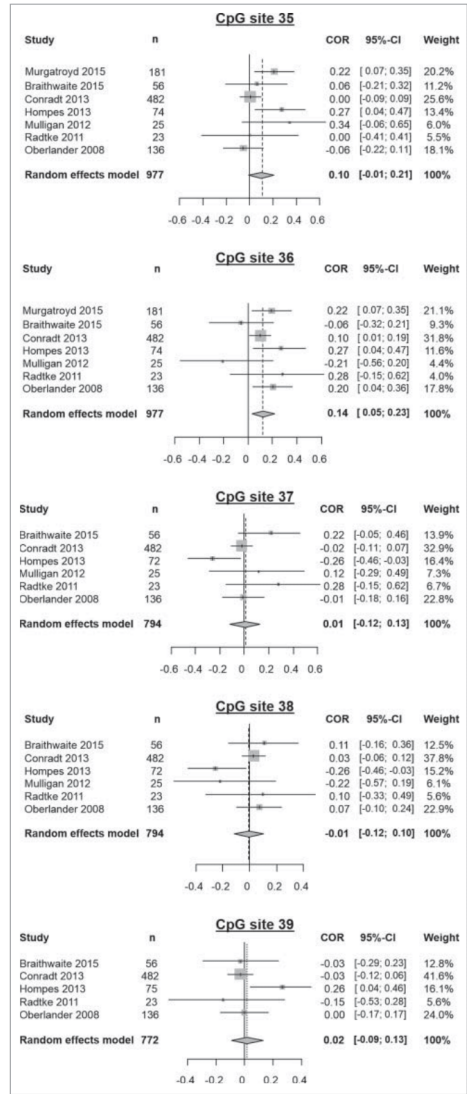 CpG site 35
Study n COR 95%-CI Weight
Murgatroyd 2015 181 0.22 [ 0.07; 0.35] 20.2%
Braithwaite 2015 56 0.06 [-0.21; 0.32] 11.2%
Conradt 2013 482 0.00 [-0.09; 0.09] 25.6%
Hompes 2013 74 0.27 [ 0.04; 0.47] 13.4%
Mulligan 2012 25 0.34 [-0.06; 0.65] 6.0%
Radtke 2011 23 0.00 [-0.41; 0.41] 5.5%
Oberlander 2008 136 -0.06 [-0.22; 0.11] 18.1%
Random effects model 977 0.10 [-0.01; 0.21] 100%
-0.6 -0.4 -0.2 0 0.2 0.4 0.6
CpG site 36
Study n COR 95%-CI Weight
Murgatroyd 2015 181 0.22 [ 0.07; 0.35] 21.1%
Braithwaite 2015 56 -0.06 [-0.32; 0.21] 9.3%
Conradt 2013 482 0.10 [ 0.01; 0.19] 31.8%
Hompes 2013 74 0.27 [ 0.04; 0.47] 11.6%
Mulligan 2012 25 -0.21 [-0.56; 0.20] 4.4%
Radtke 2011 23 0.28 [-0.15; 0.62] 4.0%
Oberlander 2008 136 0.20 [ 0.04; 0.36] 17.8%
Random effects model 977 0.14 [ 0.05; 0.23] 100%
-0.4 -0.2 0 0.2 0.4 0.6
CpG site 37
Study n COR 95%-CI Weight
Braithwaite 2015 56 0.22 [-0.05; 0.46] 13.9%
Conradt 2013 482 -0.02 [-0.11; 0.07] 32.9%
Hompes 2013 72 -0.26 [-0.46; -0.03] 16.4%
Mulligan 2012 25 0.12 [-0.29; 0.49] 7.3%
Radtke 2011 23 0.28 [-0.15; 0.62] 6.7%
Oberlander 2008 136 -0.01 [-0.18; 0.16] 22.8%
Random effects model 794 0.01 [-0.12; 0.13] 100%
-0.6 -0.4 -0.2 0 0.2 0.4 0.6
CpG site 38
Study n COR 95%-CI Weight
Braithwaite 2015 56 0.11 [-0.16; 0.36] 12.5%
Conradt 2013 482 0.03 [-0.06; 0.12] 37.8%
Hompes 2013 72 -0.26 [-0.46; -0.03] 15.2%
Mulligan 2012 25 -0.22 [-0.57; 0.19] 6.1%
Radtke 2011 23 0.10 [-0.33; 0.49] 5.6%
Oberlander 2008 136 0.07 [-0.10; 0.24] 22.9%
Random effects model 794 -0.01 [-0.12; 0.10] 100%
-0.4 -0.2 0 0.2 0.4
CpG site 39
Study n COR 95%-CI Weight
Braithwaite 2015 56 -0.03 [-0.29; 0.23] 12.8%
Conradt 2013 482 -0.03 [-0.12; 0.06] 41.6%
Hompes 2013 75 0.26 [ 0.04; 0.46] 16.1%
Radtke 2011 23 -0.15 [-0.53; 0.28] 5.6%
Oberlander 2008 136 0.00 [-0.17; 0.17] 24.0%
Random effects model 772 0.02 [-0.09; 0.13] 100%
-0.4 -0.2 0 0.2 0.4